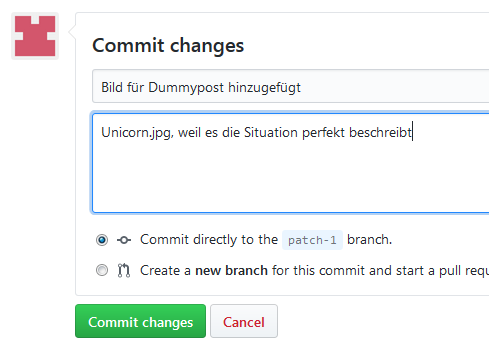 Commit changes
Bild für Dummypost hinzugefügt
Unicorn.jpg, weil es die Situation perfekt beschreibt
Commit directly to the patch-1 branch.
Create a new branch for this commit and start a pull requ
Commit changes Cancel